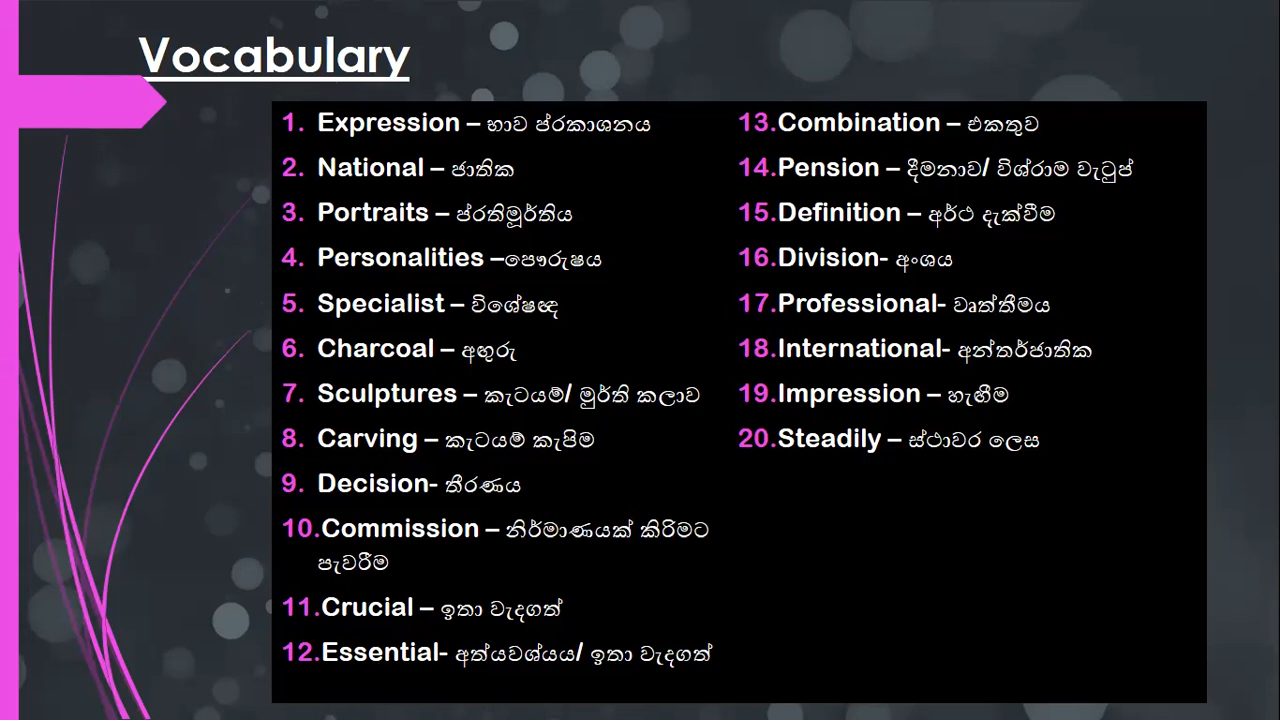 Vocabulary
1. Expression – භාව ප්රකාශනය
2. National – ජාතික
3. Portraits – ප්රතිමූර්තිය
4. Personalities –පෞරුෂය
5. Specialist – විශේෂඥ
6. Charcoal – අඟුරු
7. Sculptures – කැටයම්/ මුර්ති කලාව
8. Carving – කැටයම් කැපිම
9. Decision- තීරණය
10.Commission – නිර්මාණයක් කිරිමට
පැවරීම
11.Crucial – ඉතා වැදගත්
12.Essential- අත්යවශ්යය/ ඉතා වැදගත්
13.Combination – එකතුව
14.Pension – දීමනාව/ විශ්රාම වැටුප්
15.Definition – අර්ථ දැක්වීම
16.Division- අංශය
17.Professional- වෘත්තීමය
18.International- අන්තර්ජාතික
19.Impression – හැඟීම
20.Steadily – ස්ථාවර ලෙස